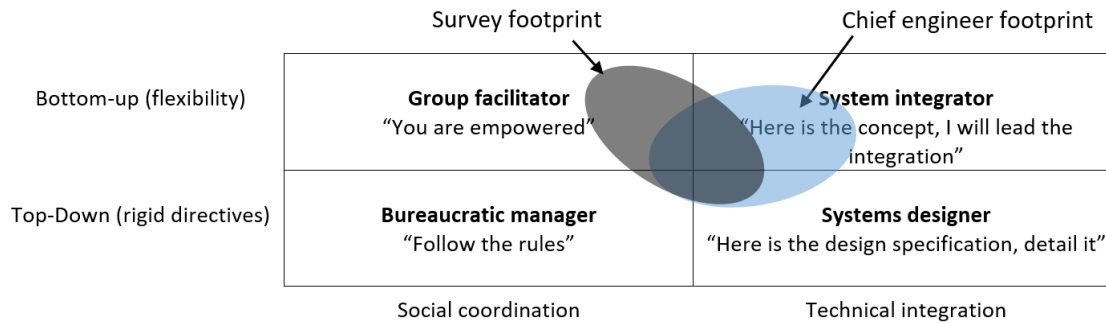 Survey footprint
Chief engineer footprint
Bottom-up (flexibility)
Group facilitator
“You are empowered”
System integrator
“Here is the concept, I will lead the
integration”
Top-Down (rigid directives)
Bureaucratic manager
“Follow the rules”
Systems designer
“Here is the design specification, detail it”
Social coordination
Technical integration